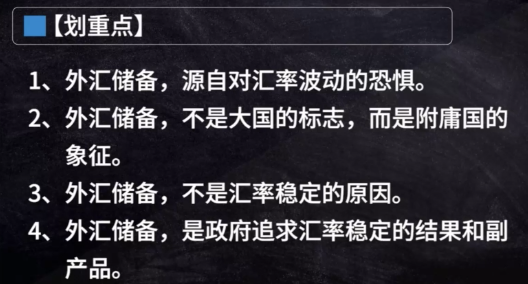 【划重点】
1、外汇储备，源自对汇率波动的恐惧。
2、外汇储备，不是大国的标志，而是附庸国的
象征。
3、外汇储备，不是汇率稳定的原因。
4、外汇储备，是政府追求汇率稳定的结果和副
产品。